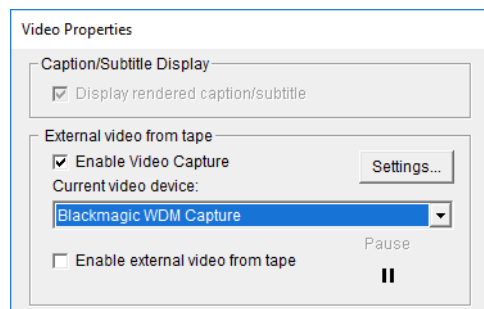 Video Properties
Caption/Subtitle Display
Display rendered caption/subtitle
External video from tape
Enable Video Capture
Settings...
Current video device:
Blackmagic WDM Capture
Pause
Enable external video from tape